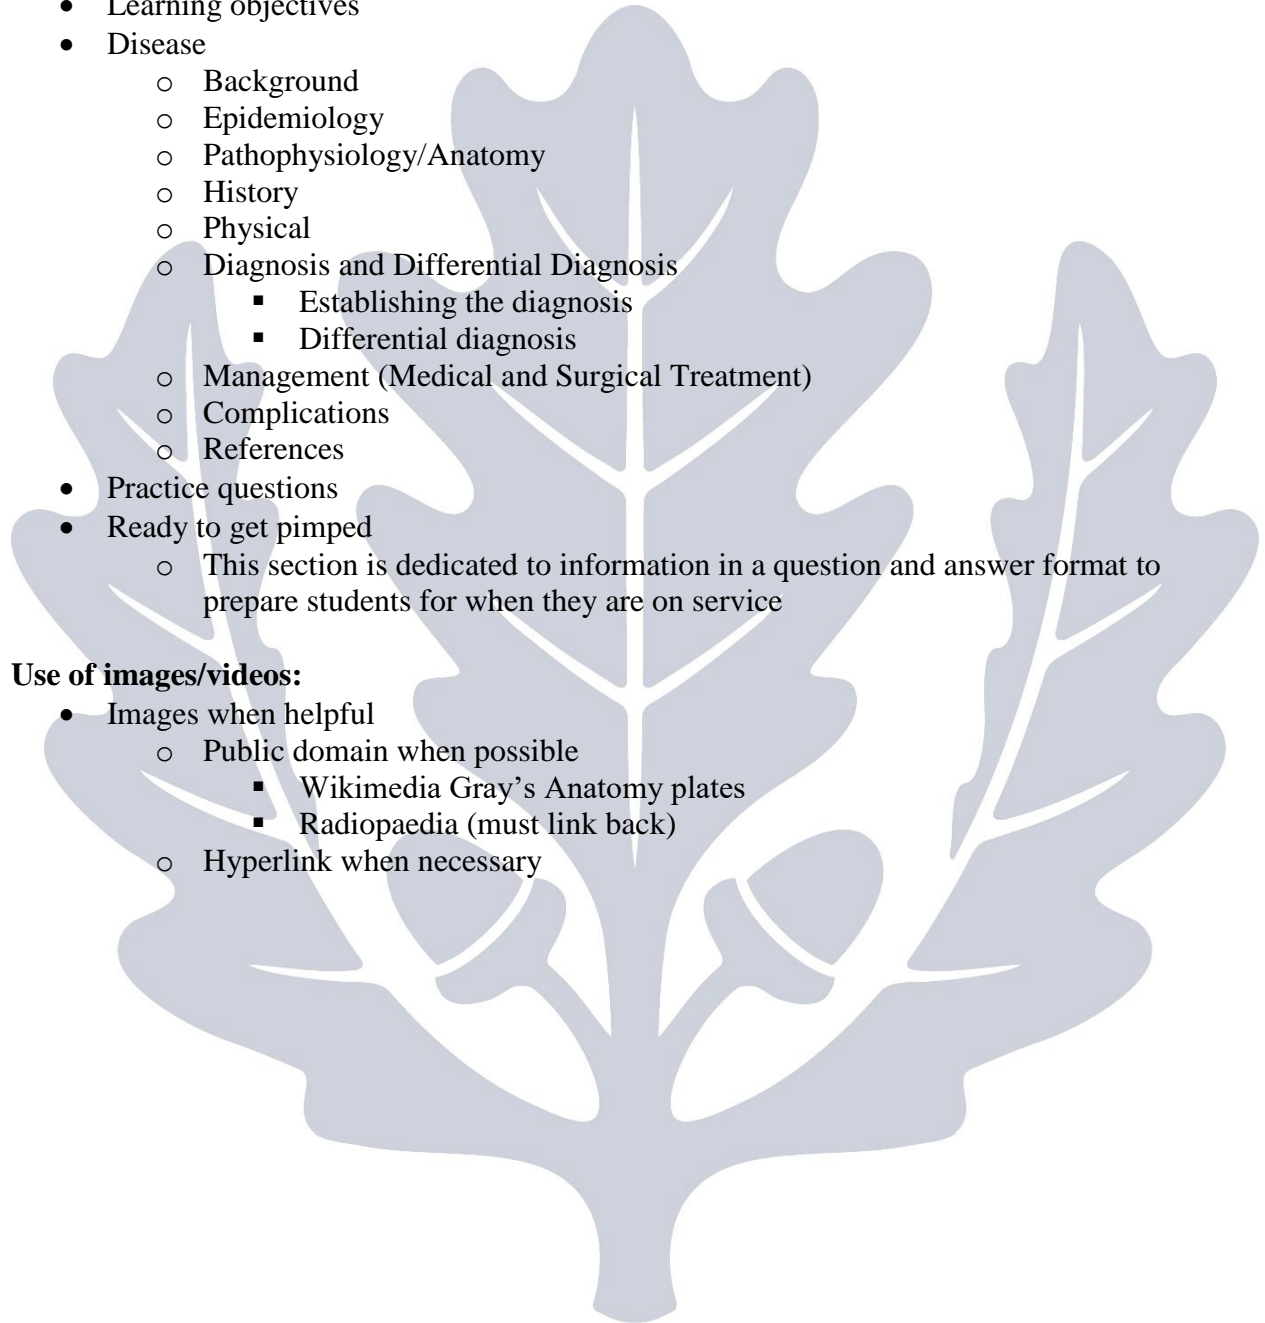 • Learning objectives
• Disease
o Background
o Epidemiology
o Pathophysiology/Anatomy
o History
o Physical
o Diagnosis and Differential Diagnosis
▪ Establishing the diagnosis
▪ Differential diagnosis
o Management (Medical and Surgical Treatment)
o Complications
o References
• Practice questions
• Ready to get pimped
o This section is dedicated to information in a question and answer format to
prepare students for when they are on service
Use of images/videos:
• Images when helpful
o Public domain when possible
▪ Wikimedia Gray’s Anatomy plates
▪ Radiopaedia (must link back)
o Hyperlink when necessary